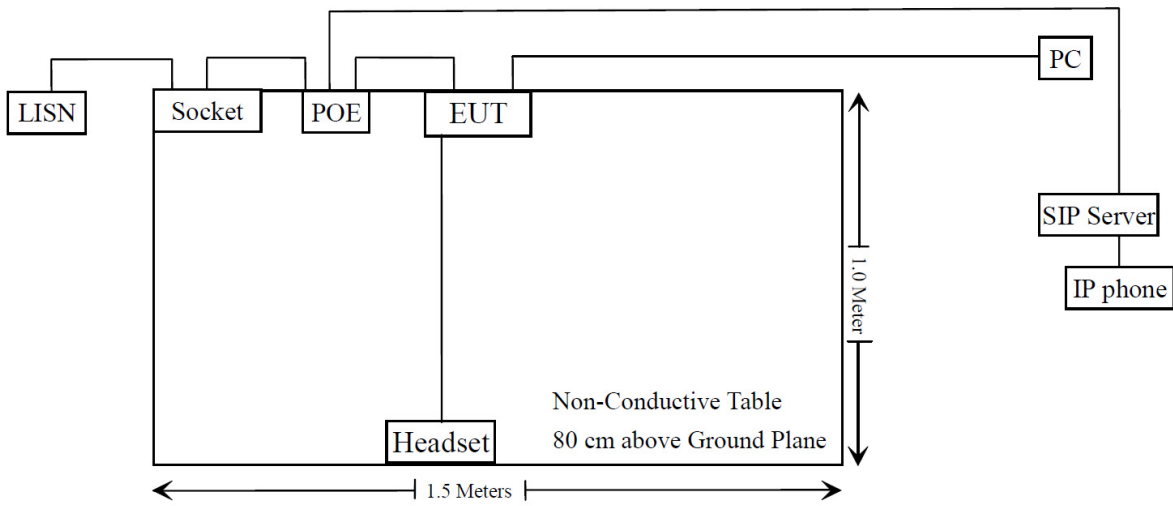 PC
LISN
Socket
POE
EUT
SIP Server
1.0 Meter
IP phone
Non-Conductive Table
Headset
80 cm above Ground Plane
1.5 Meters